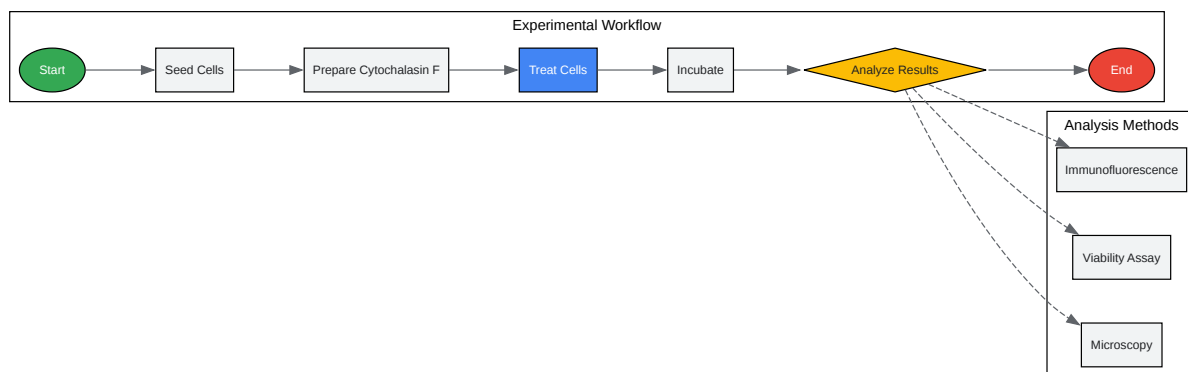 Experimental Workflow
Start
Seed Cells
Prepare Cytochalasin F
Treat Cells
Incubate
Analyze Results
End
Analysis Methods
Immunofluorescence
Viability Assay
Microscopy